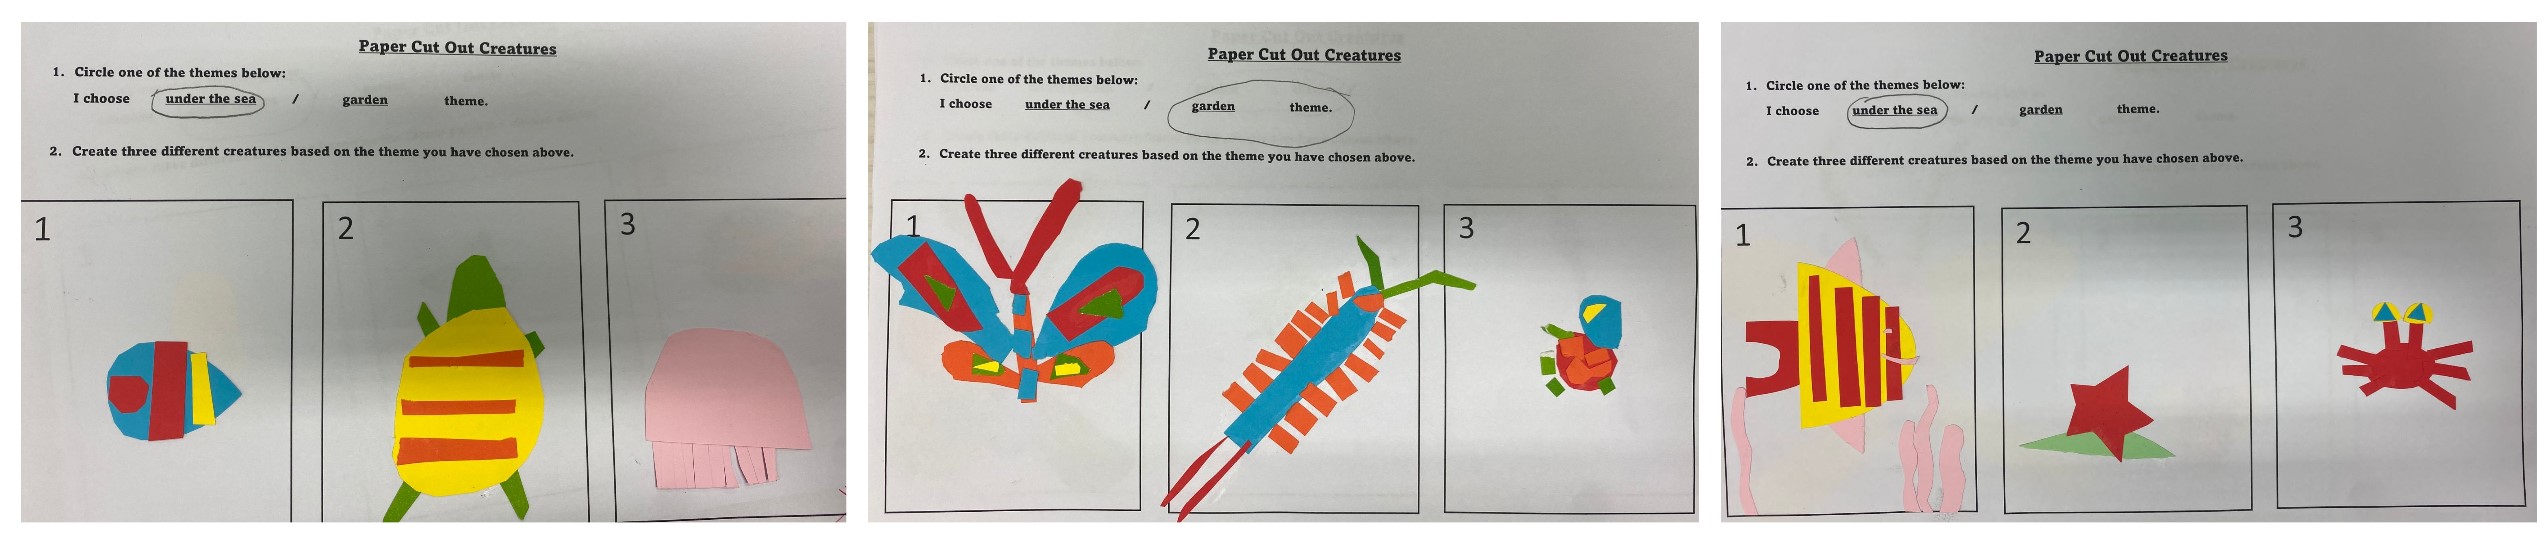 Paper Cut Out Creatures
1. Circle one of the themes below:
I choose under the sea / garden theme.
2. Create three different creatures based on the theme you have chosen above.
1 2 3
Paper Cut Out Creatures
1. Circle one of the themes below:
I choose under the sea / garden theme.
2. Create three different creatures based on the theme you have chosen above.
1 2 3
Paper Cut Out Creatures
1. Circle one of the themes below:
I choose under the sea / garden theme.
2. Create three different creatures based on the theme you have chosen above.
1 2 3